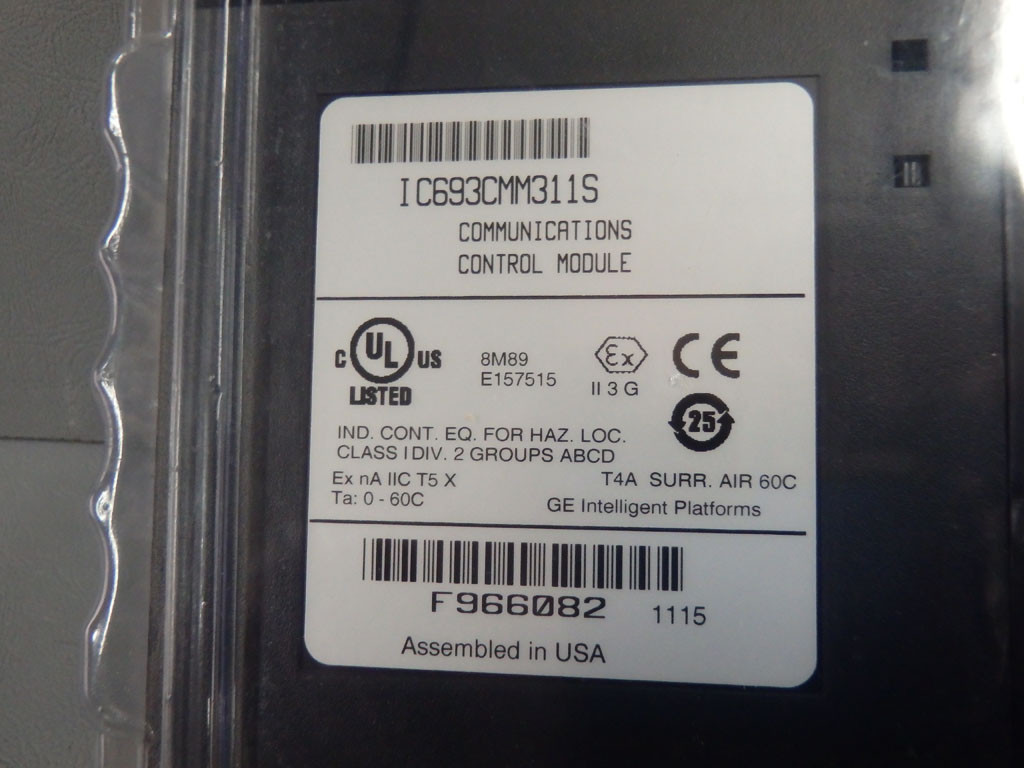 IC693CMM311S
COMMUNICATIONS
CONTROL MODULE
C UL US
LISTED
8M89
E157515
Ex
II 3 G
CE
25
IND. CONT. EQ. FOR HAZ. LOC.
CLASS I DIV. 2 GROUPS ABCD
Ex nA IIC T5 X
Ta: 0 - 60C
T4A SURR. AIR 60C
GE Intelligent Platforms
F966082 1115
Assembled in USA